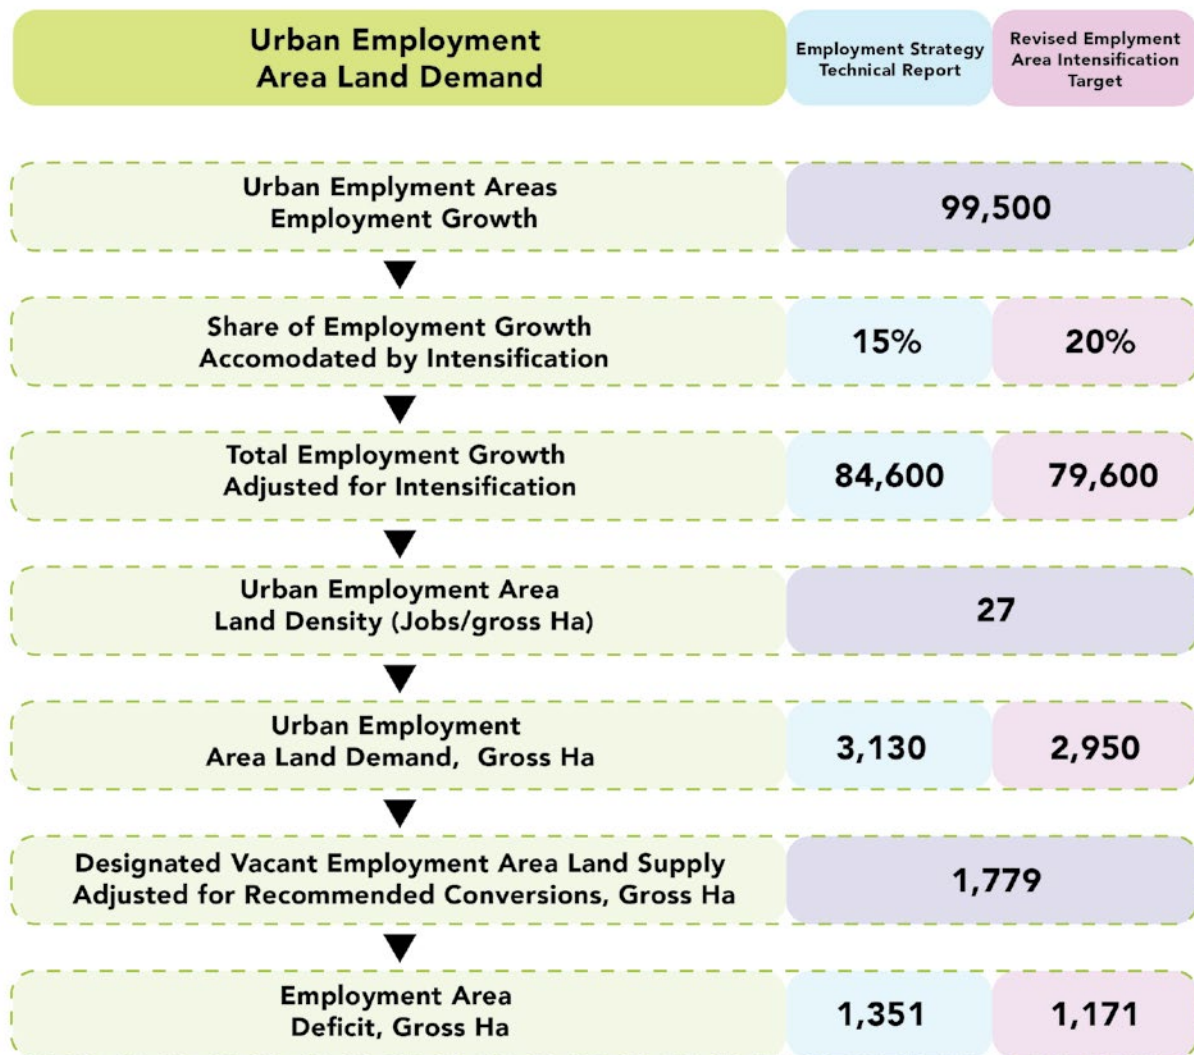 Urban Employment
Area Land Demand
Employment Strategy
Technical Report
Revised Emplyment
Area Intensification
Target
Urban Emplyment Areas
Employment Growth
99,500
Share of Employment Growth
Accomodated by Intensification
15%
20%
Total Employment Growth
Adjusted for Intensification
84,600
79,600
Urban Employment Area
Land Density (Jobs/gross Ha)
27
Urban Employment
Area Land Demand, Gross Ha
3,130
2,950
Designated Vacant Employment Area Land Supply
Adjusted for Recommended Conversions, Gross Ha
1,779
Employment Area
Deficit, Gross Ha
1,351
1,171